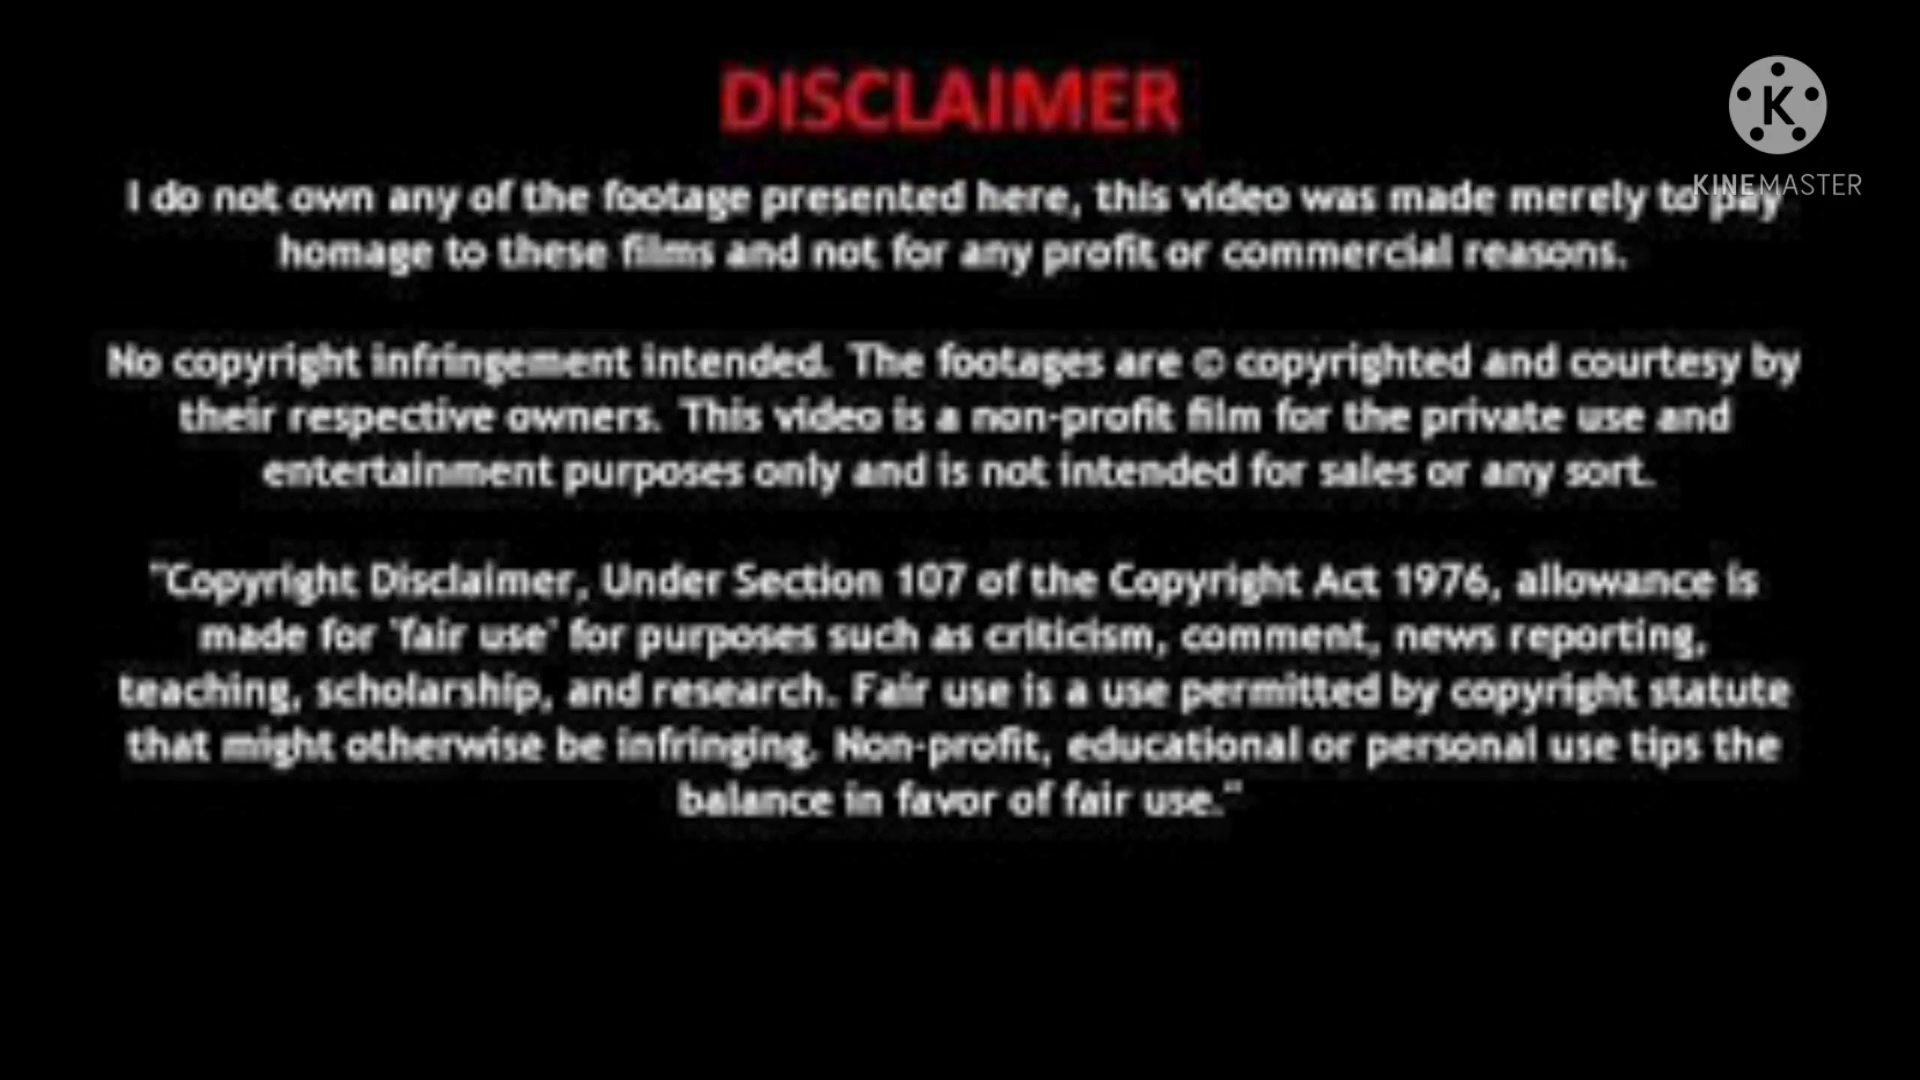 DISCLAIMER
I do not own any of the footage presented here, this video was made merely to pay
homage to these films and not for any profit or commercial reasons.
No copyright infringement intended. The footages are © copyrighted and courtesy by
their respective owners. This video is a non-profit film for the private use and
entertainment purposes only and is not intended for sales or any sort.
"Copyright Disclaimer, Under Section 107 of the Copyright Act 1976, allowance is
made for 'fair use' for purposes such as criticism, comment, news reporting,
teaching, scholarship, and research. Fair use is a use permitted by copyright statute
that might otherwise be infringing. Non-profit, educational or personal use tips the
balance in favor of fair use."
K
KINEMASTER